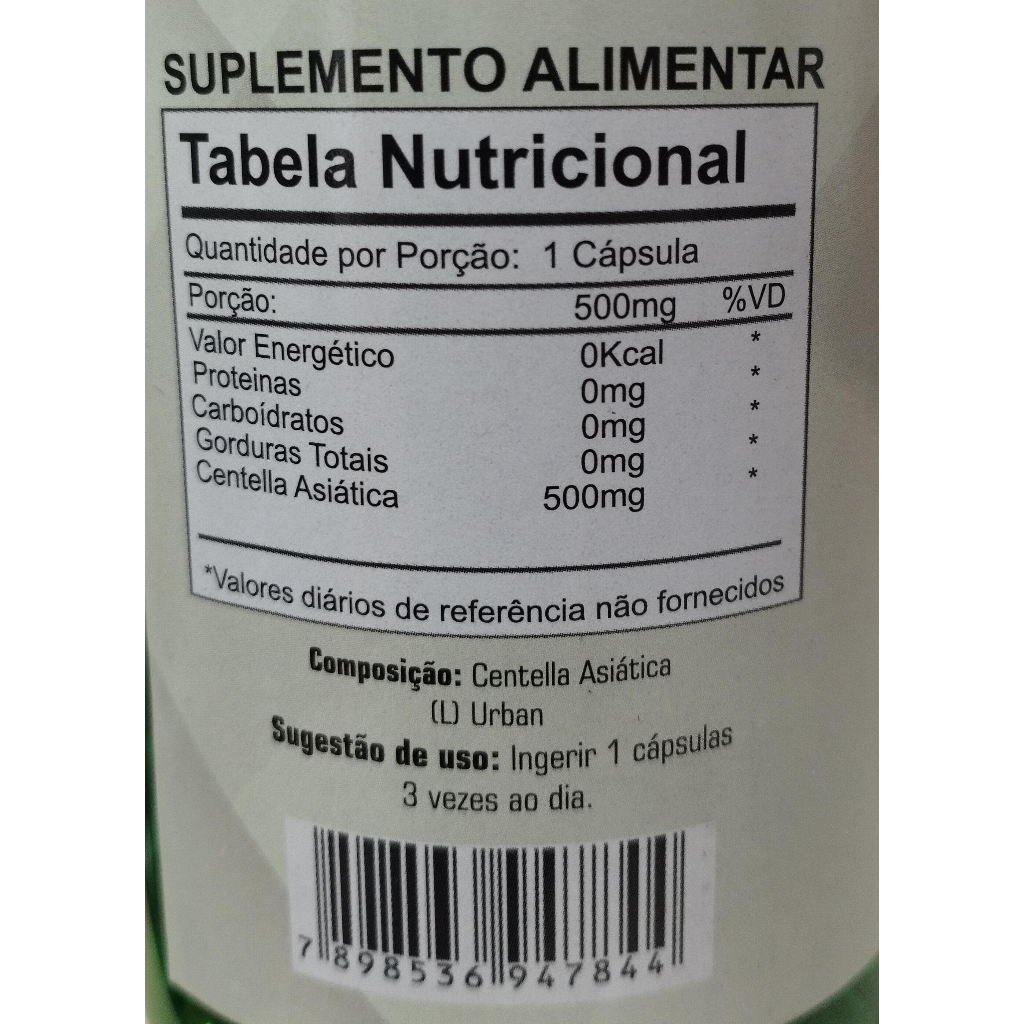 SUPLEMENTO ALIMENTAR
Tabela Nutricional
Quantidade por Porção: 1 Cápsula
Porção: 500mg %VD
Valor Energético 0Kcal *
Proteinas 0mg *
Carboídratos 0mg *
Gorduras Totais 0mg *
Centella Asiática 500mg *
*Valores diários de referência não fornecidos
Composição: Centella Asiática
(L) Urban
Sugestão de uso: Ingerir 1 cápsulas
3 vezes ao dia.
7 898536 947844